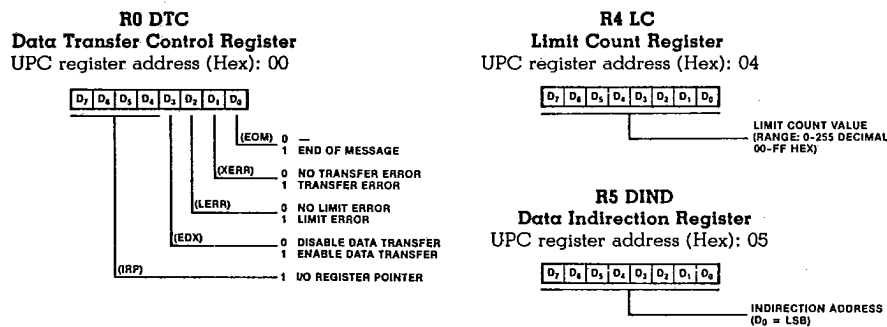 R0 DTC
Data Transfer Control Register
UPC register address (Hex): 00
D7 D6 D5 D4 D3 D2 D1 D0
(EOM) 0 —
1 END OF MESSAGE
(XERR) 0 NO TRANSFER ERROR
1 TRANSFER ERROR
(LERR) 0 NO LIMIT ERROR
1 LIMIT ERROR
(EDX) 0 DISABLE DATA TRANSFER
1 ENABLE DATA TRANSFER
(IRP) 1 I/O REGISTER POINTER
R4 LC
Limit Count Register
UPC register address (Hex): 04
D7 D6 D5 D4 D3 D2 D1 D0
LIMIT COUNT VALUE
(RANGE: 0-255 DECIMAL
00-FF HEX)
R5 DIND
Data Indirection Register
UPC register address (Hex): 05
D7 D6 D5 D4 D3 D2 D1 D0
INDIRECTION ADDRESS
(D0 = LSB)